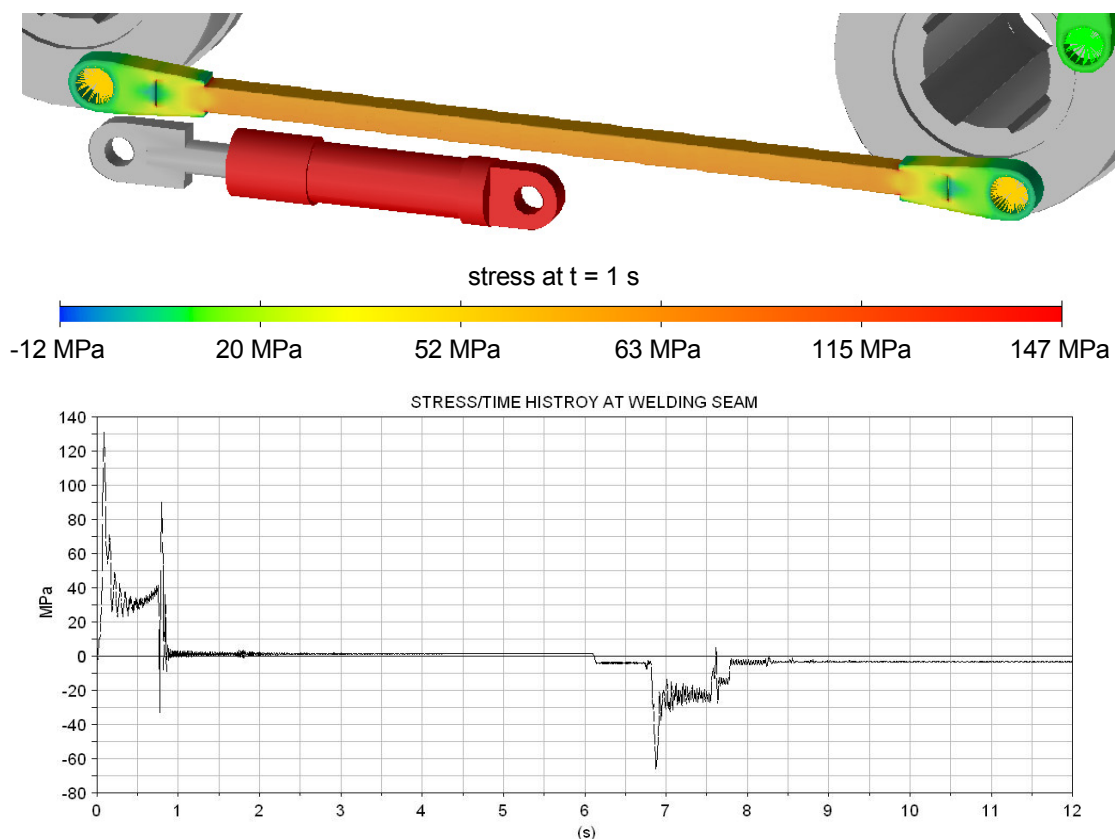 stress at t = 1 s
-12 MPa 20 MPa 52 MPa 63 MPa 115 MPa 147 MPa
STRESS/TIME HISTROY AT WELDING SEAM
140
120
100
80
60
40
20
0
-20
-40
-60
-80
MPa
0 1 2 3 4 5 6 7 8 9 10 11 12
(s)